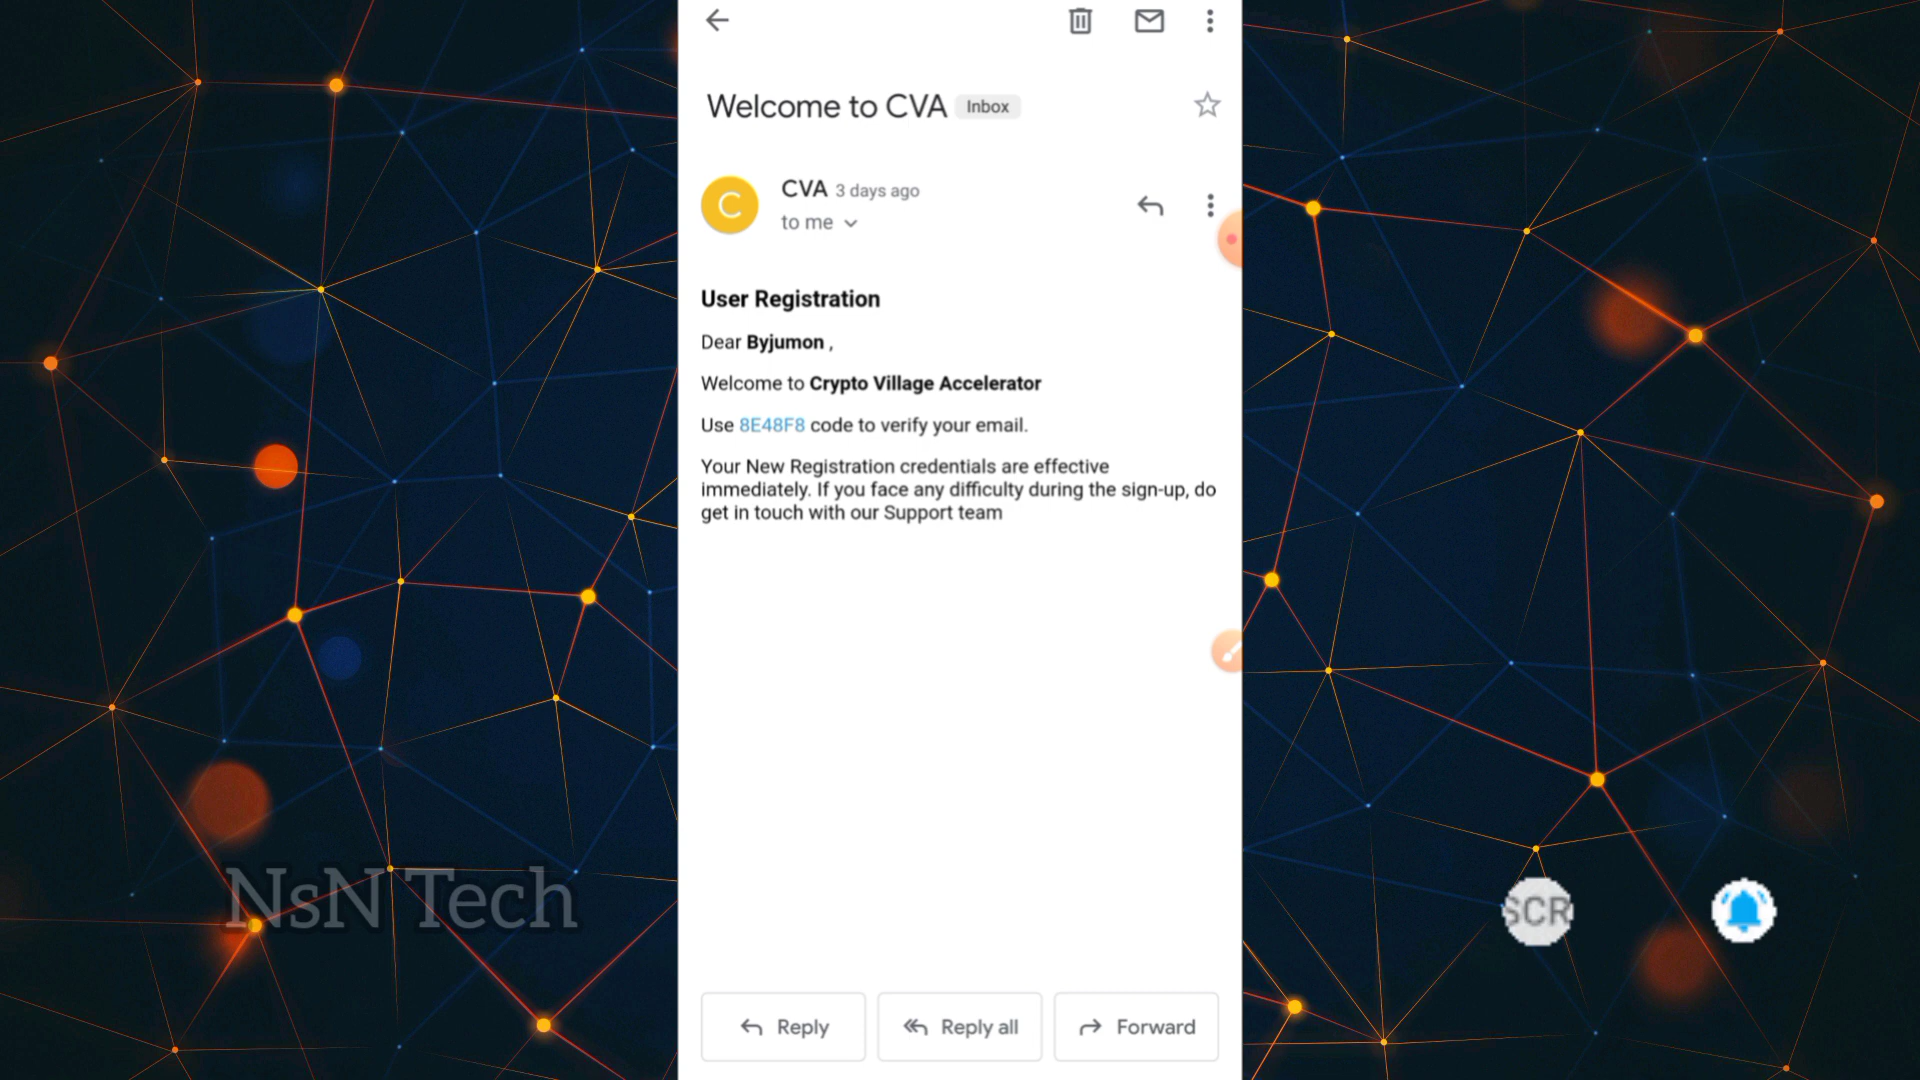 Welcome to CVA Inbox
C
CVA 3 days ago
to me
User Registration
Dear Byjumon ,
Welcome to Crypto Village Accelerator
Use 8E48F8 code to verify your email.
Your New Registration credentials are effective
immediately. If you face any difficulty during the sign-up, do
get in touch with our Support team
NsN Tech
SCR
Reply
Reply all
Forward